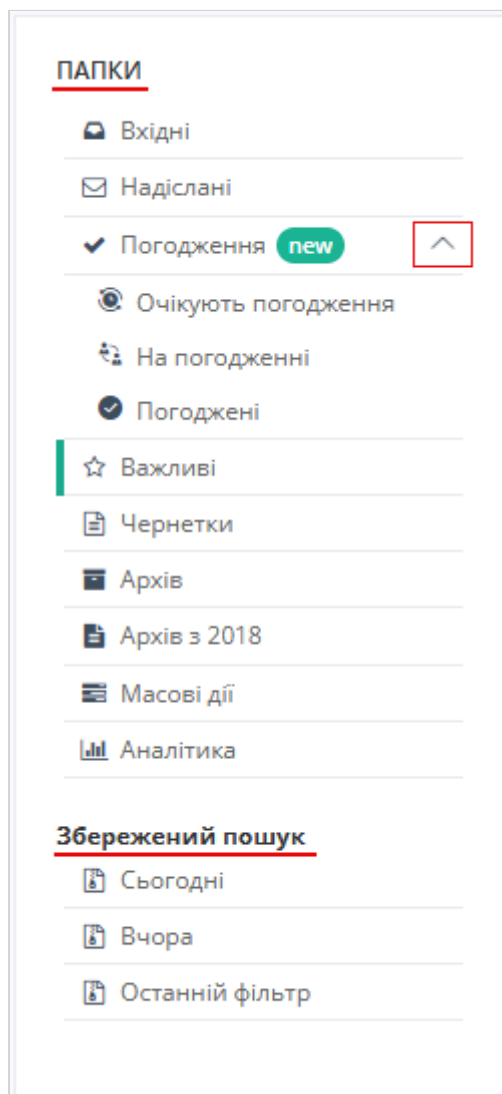 ПАПКИ
Вхідні
Надіслані
Погодження new
Очікують погодження
На погодженні
Погоджені
Важливі
Чернетки
Архів
Архів з 2018
Масові дії
Аналітика
Збережений пошук
Сьогодні
Вчора
Останній фільтр